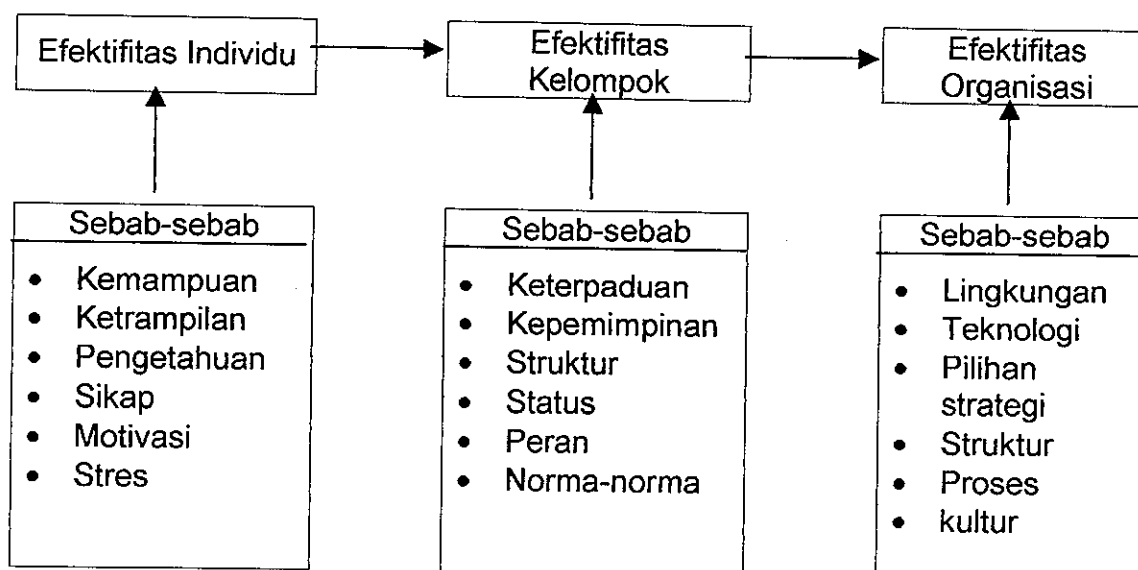 Efektifitas Individu
Efektifitas
Kelompok
Efektifitas
Organisasi
Sebab-sebab
• Kemampuan
• Ketrampilan
• Pengetahuan
• Sikap
• Motivasi
• Stres
Sebab-sebab
• Keterpaduan
• Kepemimpinan
• Struktur
• Status
• Peran
• Norma-norma
Sebab-sebab
• Lingkungan
• Teknologi
• Pilihan
strategi
• Struktur
• Proses
• kultur